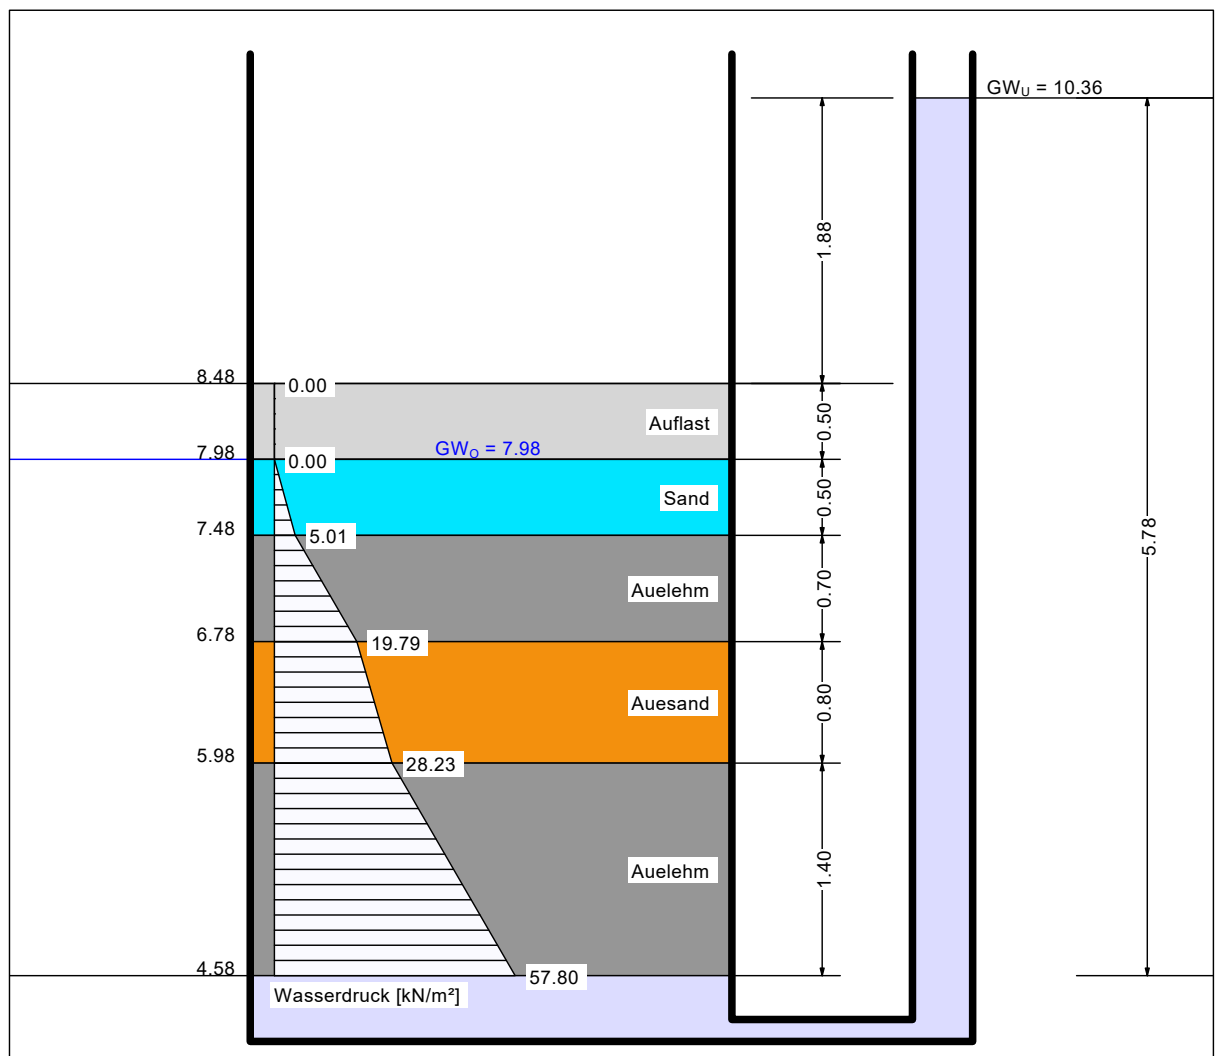 GWU = 10.36
1.88
8.48
0.00
Auflast
0.50
7.98
GWO = 7.98
0.00
Sand
0.50
7.48
5.01
5.78
Auelehm
0.70
6.78
19.79
Auesand
0.80
5.98
28.23
Auelehm
1.40
4.58
57.80
Wasserdruck [kN/m²]